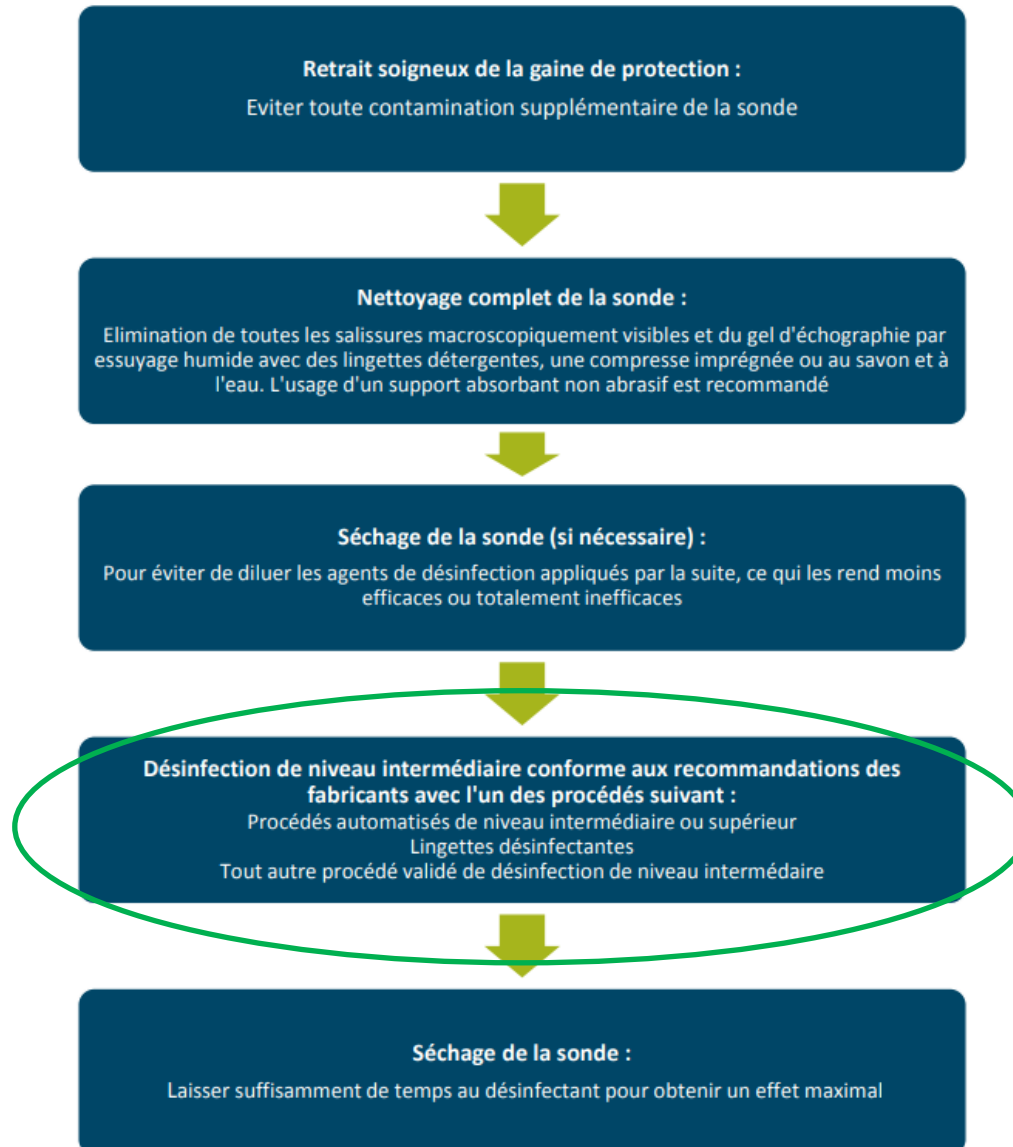 Retrait soigneux de la gaine de protection :
Eviter toute contamination supplémentaire de la sonde
Nettoyage complet de la sonde :
Elimination de toutes les salissures macroscopiquement visibles et du gel d'échographie par
essuyage humide avec des lingettes détergentes, une compresse imprégnée ou au savon et à
l'eau. L'usage d'un support absorbant non abrasif est recommandé
Séchage de la sonde (si nécessaire) :
Pour éviter de diluer les agents de désinfection appliqués par la suite, ce qui les rend moins
efficaces ou totalement inefficaces
Désinfection de niveau intermédiaire conforme aux recommandations des
fabricants avec l'un des procédés suivant :
Procédés automatisés de niveau intermédiaire ou supérieur
Lingettes désinfectantes
Tout autre procédé validé de désinfection de niveau intermédaire
Séchage de la sonde :
Laisser suffisamment de temps au désinfectant pour obtenir un effet maximal